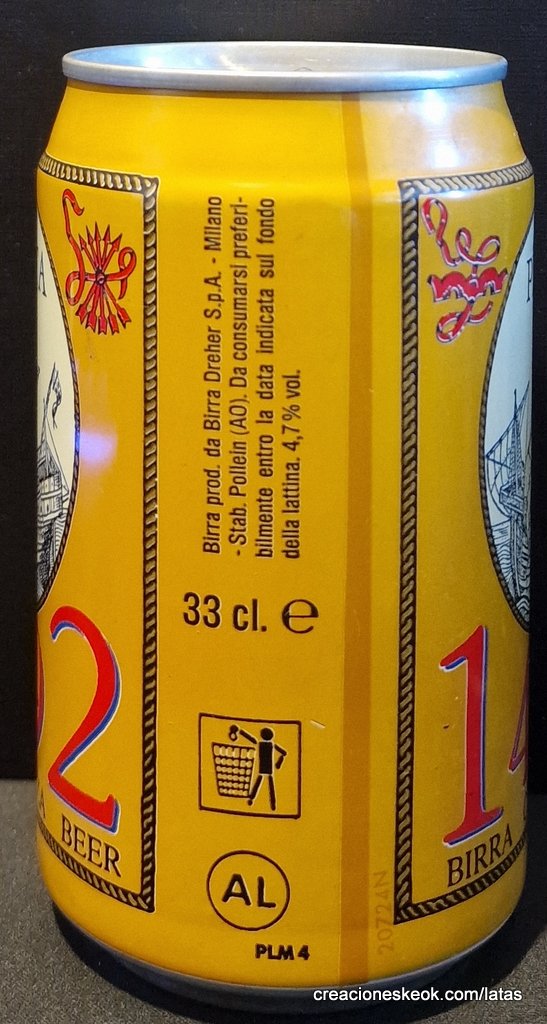 Birra prod. da Birra Dreher S.p.A. - Milano
- Stab. Pollein (AO). Da consumarsi preferi-
bilmente entro la data indicata sul fondo
della lattina. 4,7% vol.
33 cl. e
AL
PLM 4
2
BEER
1
BIRRA
20724N
creacioneskeok.com/latas